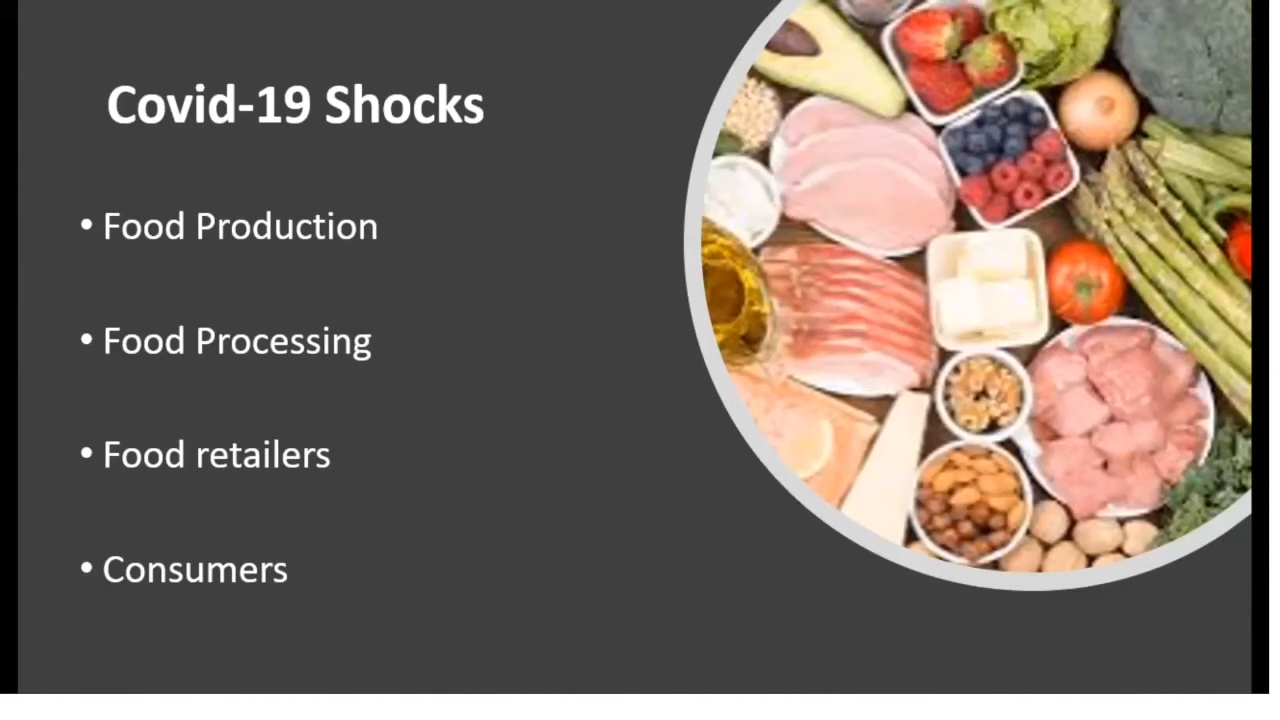 Covid-19 Shocks
• Food Production
• Food Processing
• Food retailers
• Consumers